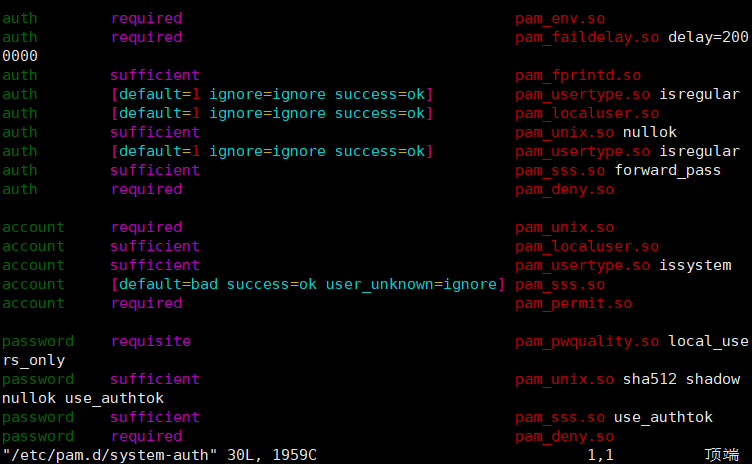 auth        required                                     pam_env.so
auth        required                                     pam_faildelay.so delay=200
0000
auth        sufficient                                   pam_fprintd.so
auth        [default=1 ignore=ignore success=ok]         pam_usertype.so isregular
auth        [default=1 ignore=ignore success=ok]         pam_localuser.so
auth        sufficient                                   pam_unix.so nullok
auth        [default=1 ignore=ignore success=ok]         pam_usertype.so isregular
auth        sufficient                                   pam_sss.so forward_pass
auth        required                                     pam_deny.so
account     required                                     pam_unix.so
account     sufficient                                   pam_localuser.so
account     sufficient                                   pam_usertype.so issystem
account     [default=bad success=ok user_unknown=ignore] pam_sss.so
account     required                                     pam_permit.so
password    requisite                                    pam_pwquality.so local_use
rs_only
password    sufficient                                   pam_unix.so sha512 shadow
nullok use_authtok
password    sufficient                                   pam_sss.so use_authtok
password    required                                     pam_deny.so
"/etc/pam.d/system-auth" 30L, 1959C                              1,1          顶端